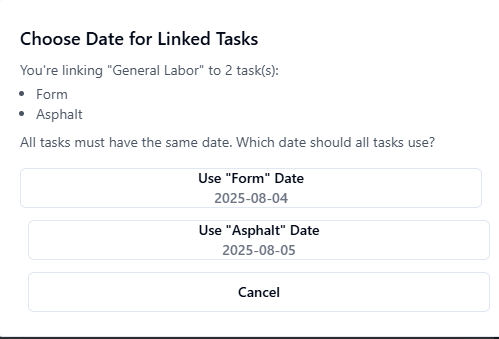 Choose Date for Linked Tasks
You're linking "General Labor" to 2 task(s):
• Form
• Asphalt
All tasks must have the same date. Which date should all tasks use?
Use "Form" Date
2025-08-04
Use "Asphalt" Date
2025-08-05
Cancel